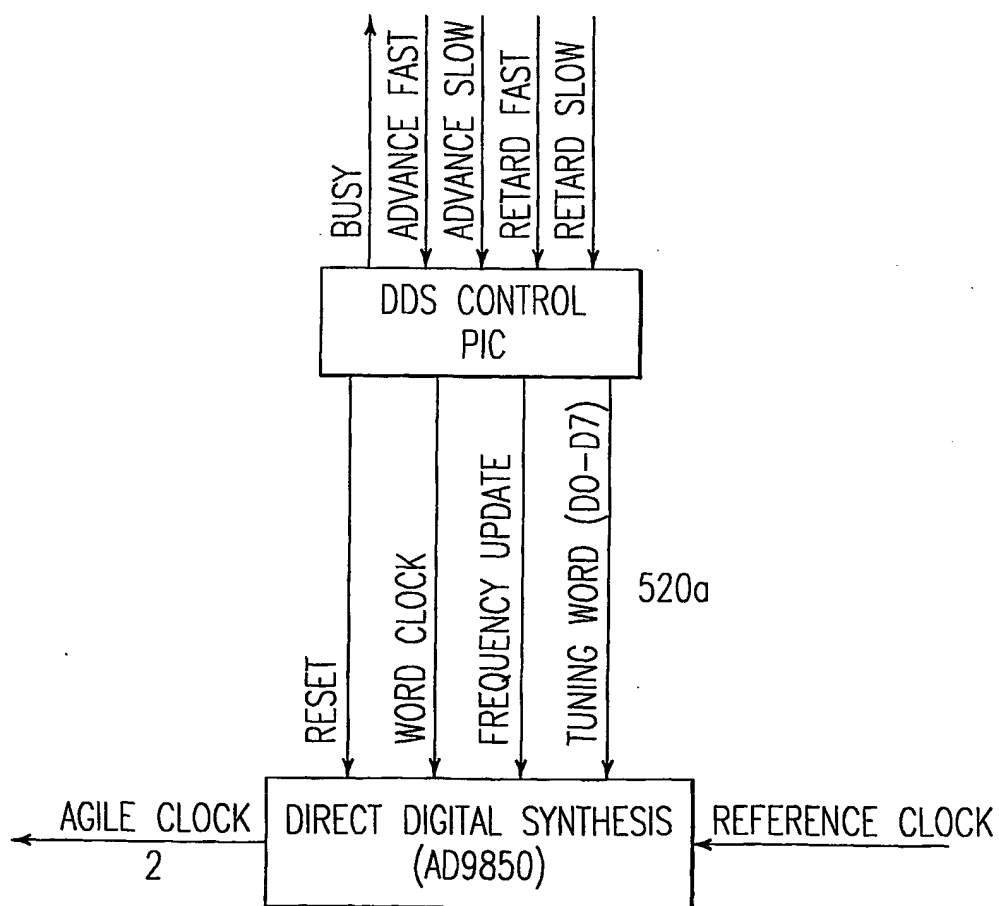 BUSY
ADVANCE FAST
ADVANCE SLOW
RETARD FAST
RETARD SLOW
DDS CONTROL
PIC
RESET
WORD CLOCK
FREQUENCY UPDATE
TUNING WORD (D0-D7)
520a
AGILE CLOCK
2
DIRECT DIGITAL SYNTHESIS
(AD9850)
REFERENCE CLOCK